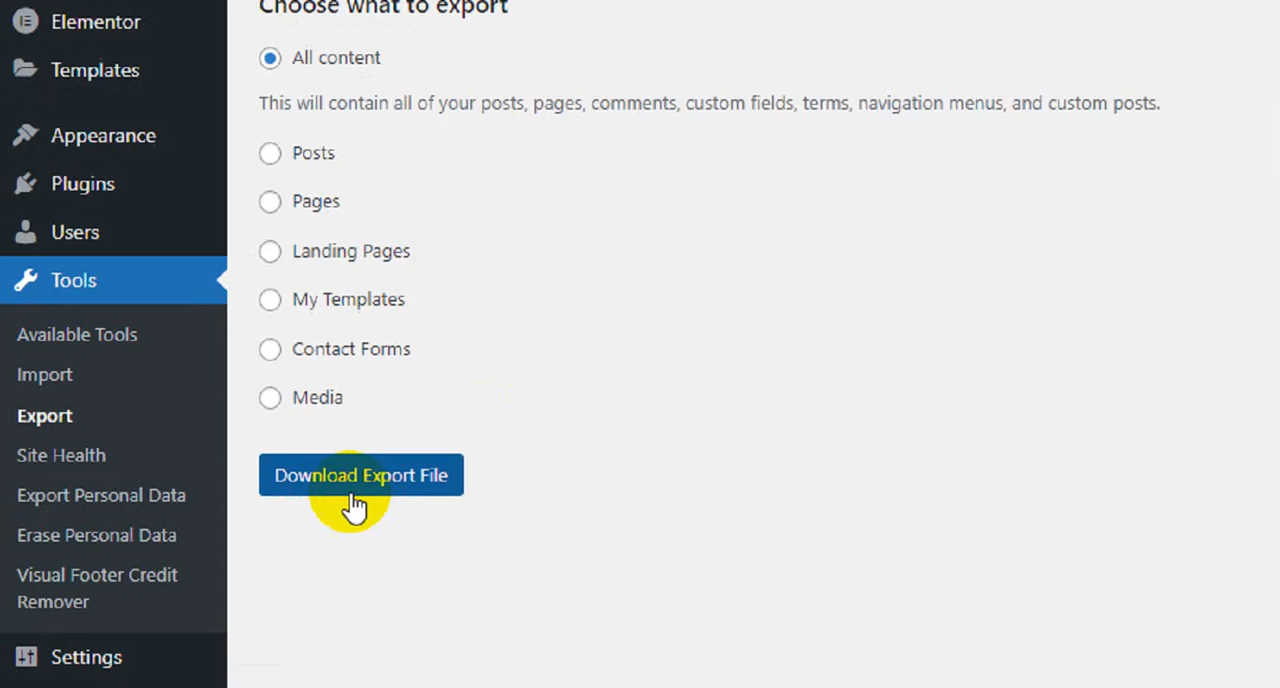 Elementor
Templates
Appearance
Plugins
Users
Tools
Available Tools
Import
Export
Site Health
Export Personal Data
Erase Personal Data
Visual Footer Credit
Remover
Settings
Choose what to export
All content
This will contain all of your posts, pages, comments, custom fields, terms, navigation menus, and custom posts.
Posts
Pages
Landing Pages
My Templates
Contact Forms
Media
Download Export File